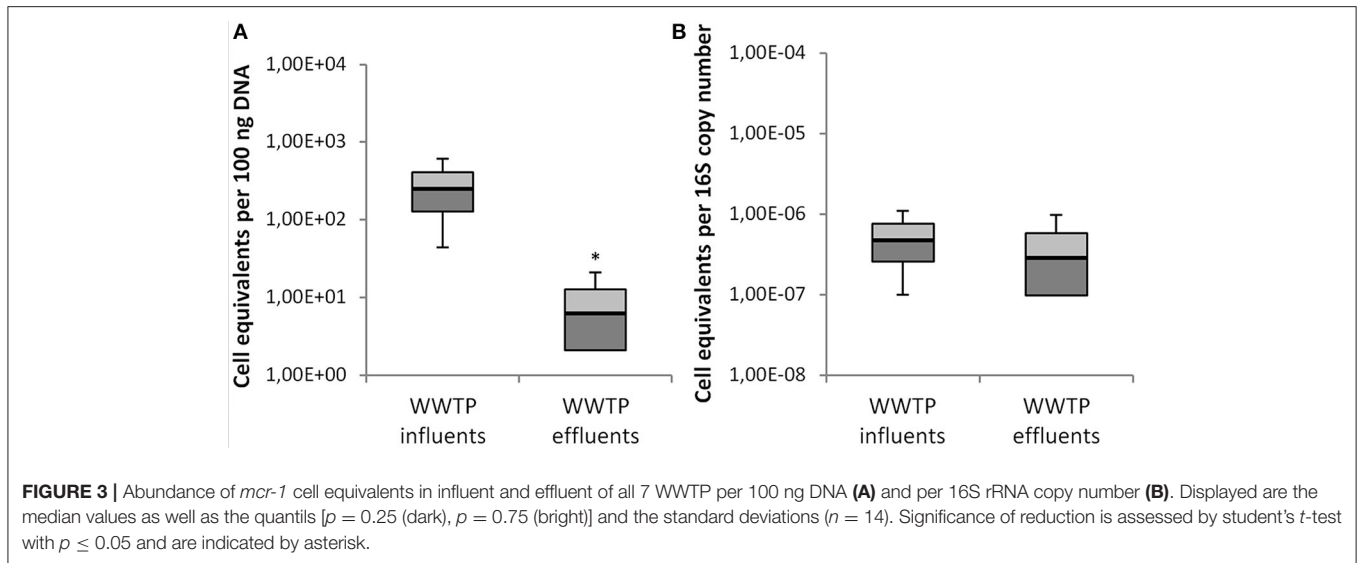 A
Cell equivalents per 100 ng DNA
1,00E+04
1,00E+03
1,00E+02
1,00E+01
1,00E+00
*
WWTP
influents
WWTP
effluents
B
Cell equivalents per 16S copy number
1,00E-04
1,00E-05
1,00E-06
1,00E-07
1,00E-08
WWTP
influents
WWTP
effluents
FIGURE 3 | Abundance of mcr-1 cell equivalents in influent and effluent of all 7 WWTP per 100 ng DNA (A) and per 16S rRNA copy number (B). Displayed are the
median values as well as the quantils [p = 0.25 (dark), p = 0.75 (bright)] and the standard deviations (n = 14). Significance of reduction is assessed by student's t-test
with p ≤ 0.05 and are indicated by asterisk.